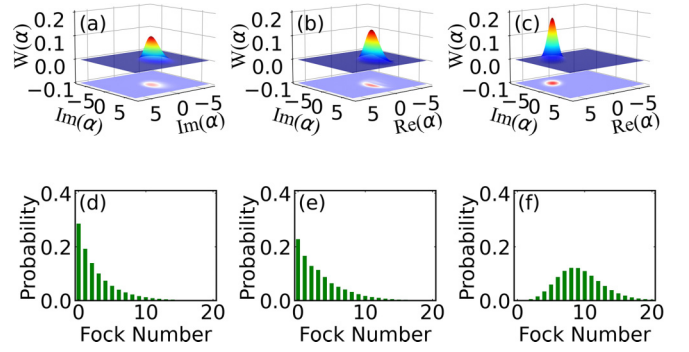 (a)
(b)
(c)
W(α)
0.2
0.1
0.0
-0.1
Im(α)
-5
0
5
Im(α)
5
0
-5
W(α)
0.2
0.1
0.0
-0.1
Im(α)
-5
0
5
Re(α)
5
0
-5
W(α)
0.2
0.1
0.0
-0.1
Im(α)
-5
0
5
Re(α)
5
0
-5
(d)
Probability
0.4
0.2
0.0
0
10
20
Fock Number
(e)
Probability
0.4
0.2
0.0
0
10
20
Fock Number
(f)
Probability
0.4
0.2
0.0
0
10
20
Fock Number